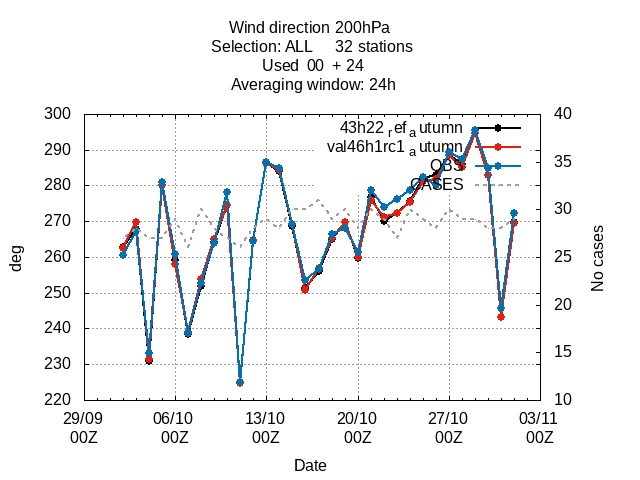 Wind direction 200hPa
Selection: ALL 32 stations
Used 00 + 24
Averaging window: 24h
300 40
43h22 ref autumn
val46h1rc1 autumn
290 OBS 35
280 CASES
270 30
260 25
250
240 20
230 15
220 10
deg
No cases
29/09 06/10 13/10 20/10 27/10 03/11
00Z 00Z 00Z 00Z 00Z 00Z
Date